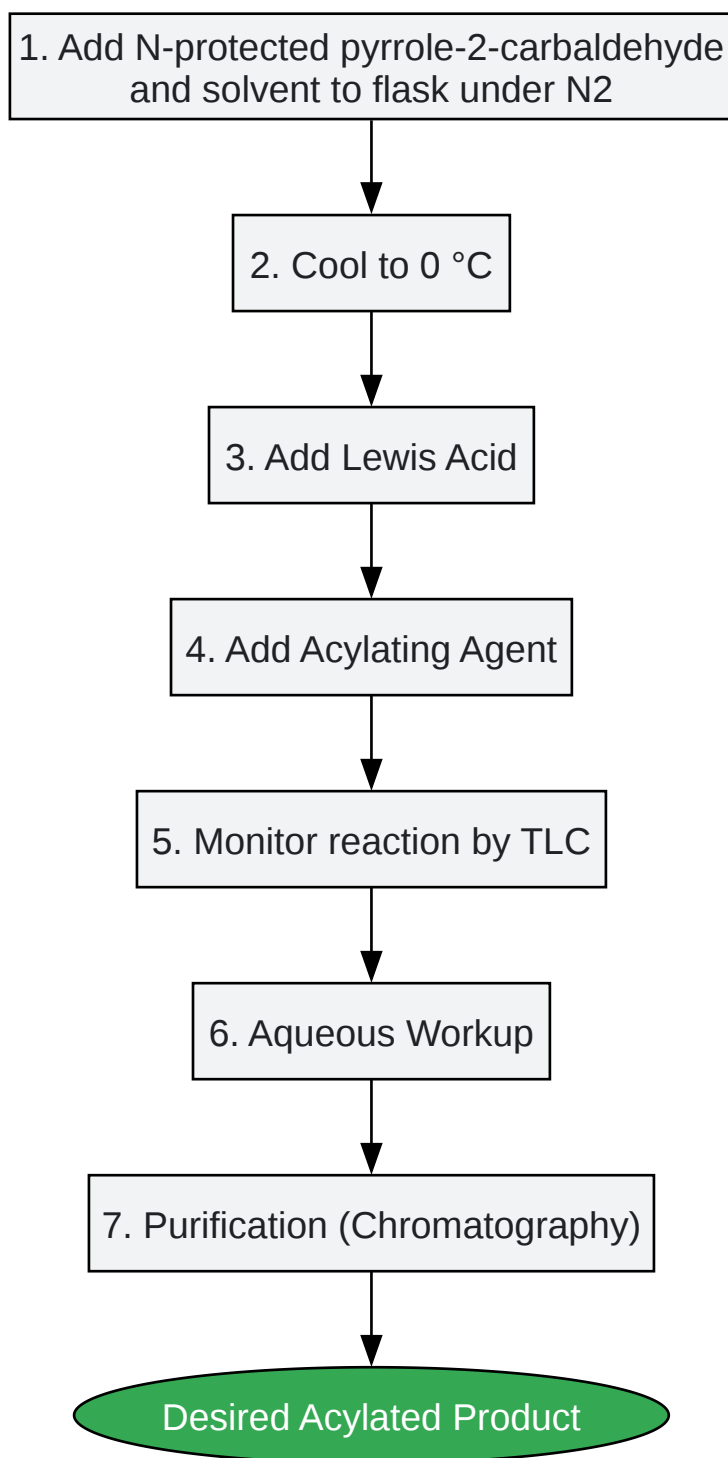 1. Add N-protected pyrrole-2-carbaldehyde
and solvent to flask under N2
2. Cool to 0 °C
3. Add Lewis Acid
4. Add Acylating Agent
5. Monitor reaction by TLC
6. Aqueous Workup
7. Purification (Chromatography)
Desired Acylated Product